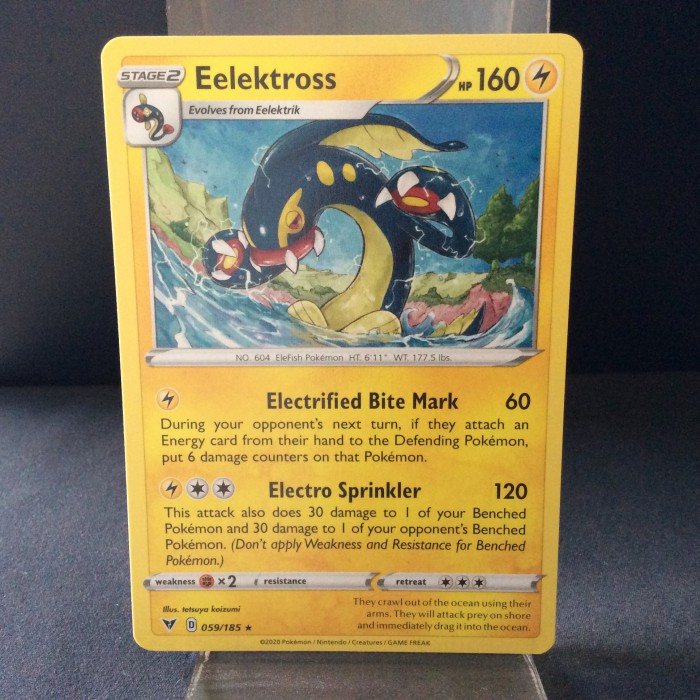 STAGE 2
Eelektross
HP 160
Evolves from Eelektrik
NO. 604 EleFish Pokémon HT: 6'11" WT: 177.5 lbs.
Electrified Bite Mark 60
During your opponent's next turn, if they attach an
Energy card from their hand to the Defending Pokémon,
put 6 damage counters on that Pokémon.
Electro Sprinkler 120
This attack also does 30 damage to 1 of your Benched
Pokémon and 30 damage to 1 of your opponent's Benched
Pokémon. (Don't apply Weakness and Resistance for Benched
Pokémon.)
weakness ×2 resistance retreat
Illus. tetsuya koizumi
D 059/185 ★
They crawl out of the ocean using their
arms. They will attack prey on shore
and immediately drag it into the ocean.
©2020 Pokémon / Nintendo / Creatures / GAME FREAK